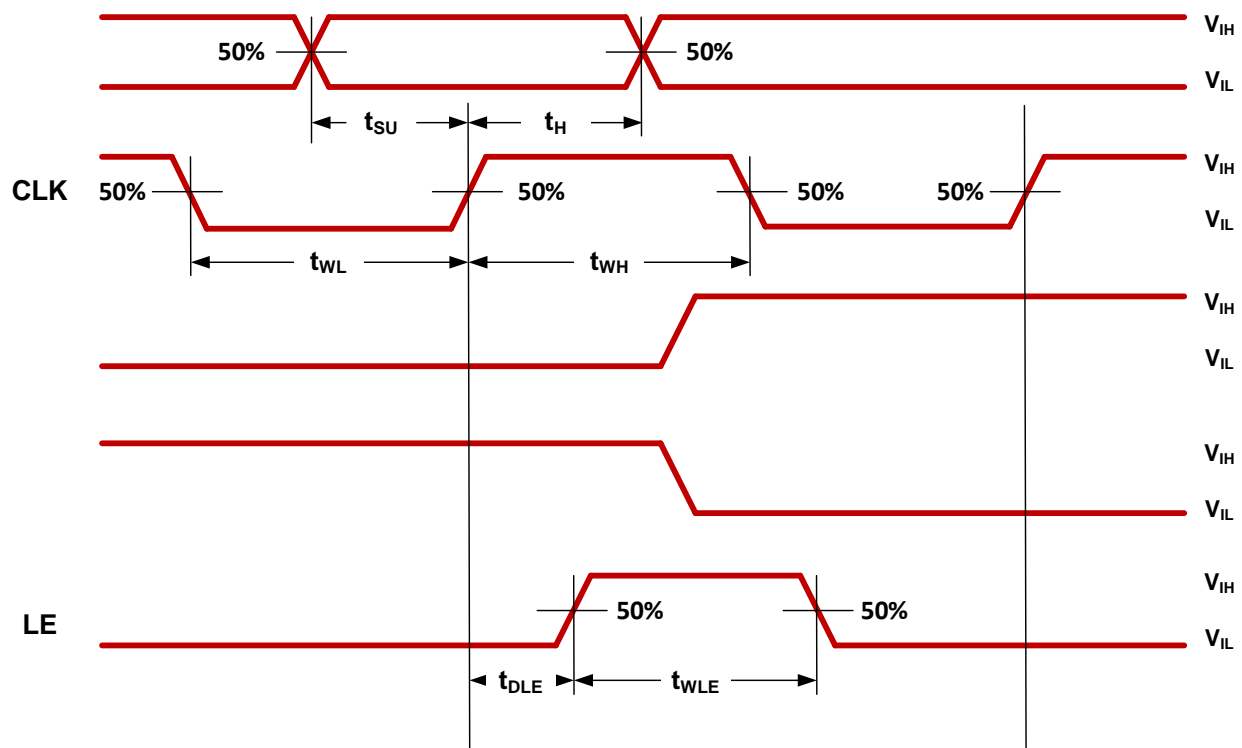 V_IH
50% 50%
V_IL
t_SU t_H
V_IH
CLK 50% 50% 50% 50%
V_IL
t_WL t_WH
V_IH
V_IL
V_IH
V_IL
V_IH
50% 50%
LE
V_IL
t_DLE t_WLE